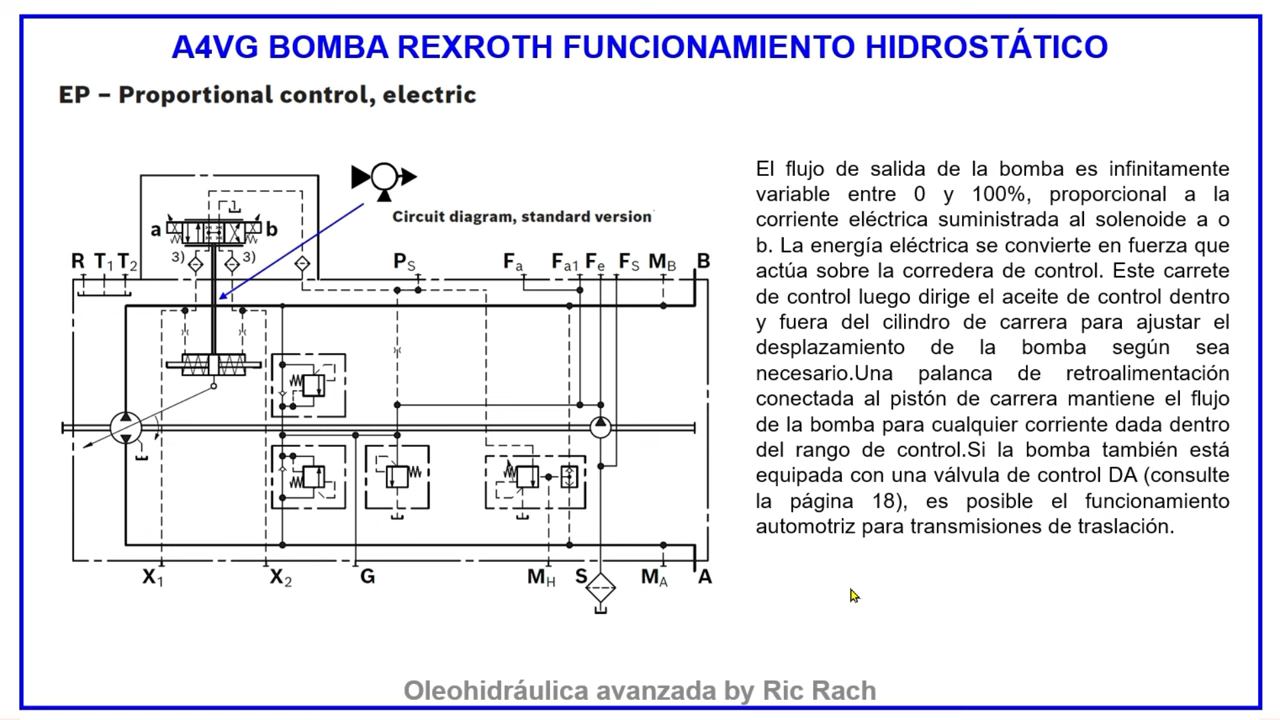 A4VG BOMBA REXROTH FUNCIONAMIENTO HIDROSTÁTICO
EP – Proportional control, electric
Circuit diagram, standard version
a b
3) 3)
R T1 T2 PS Fa Fa1 Fe FS MB B
X1 X2 G MH S MA A
El flujo de salida de la bomba es infinitamente
variable entre 0 y 100%, proporcional a la
corriente eléctrica suministrada al solenoide a o
b. La energía eléctrica se convierte en fuerza que
actúa sobre la corredera de control. Este carrete
de control luego dirige el aceite de control dentro
y fuera del cilindro de carrera para ajustar el
desplazamiento de la bomba según sea
necesario.Una palanca de retroalimentación
conectada al pistón de carrera mantiene el flujo
de la bomba para cualquier corriente dada dentro
del rango de control.Si la bomba también está
equipada con una válvula de control DA (consulte
la página 18), es posible el funcionamiento
automotriz para transmisiones de traslación.
Oleohidráulica avanzada by Ric Rach